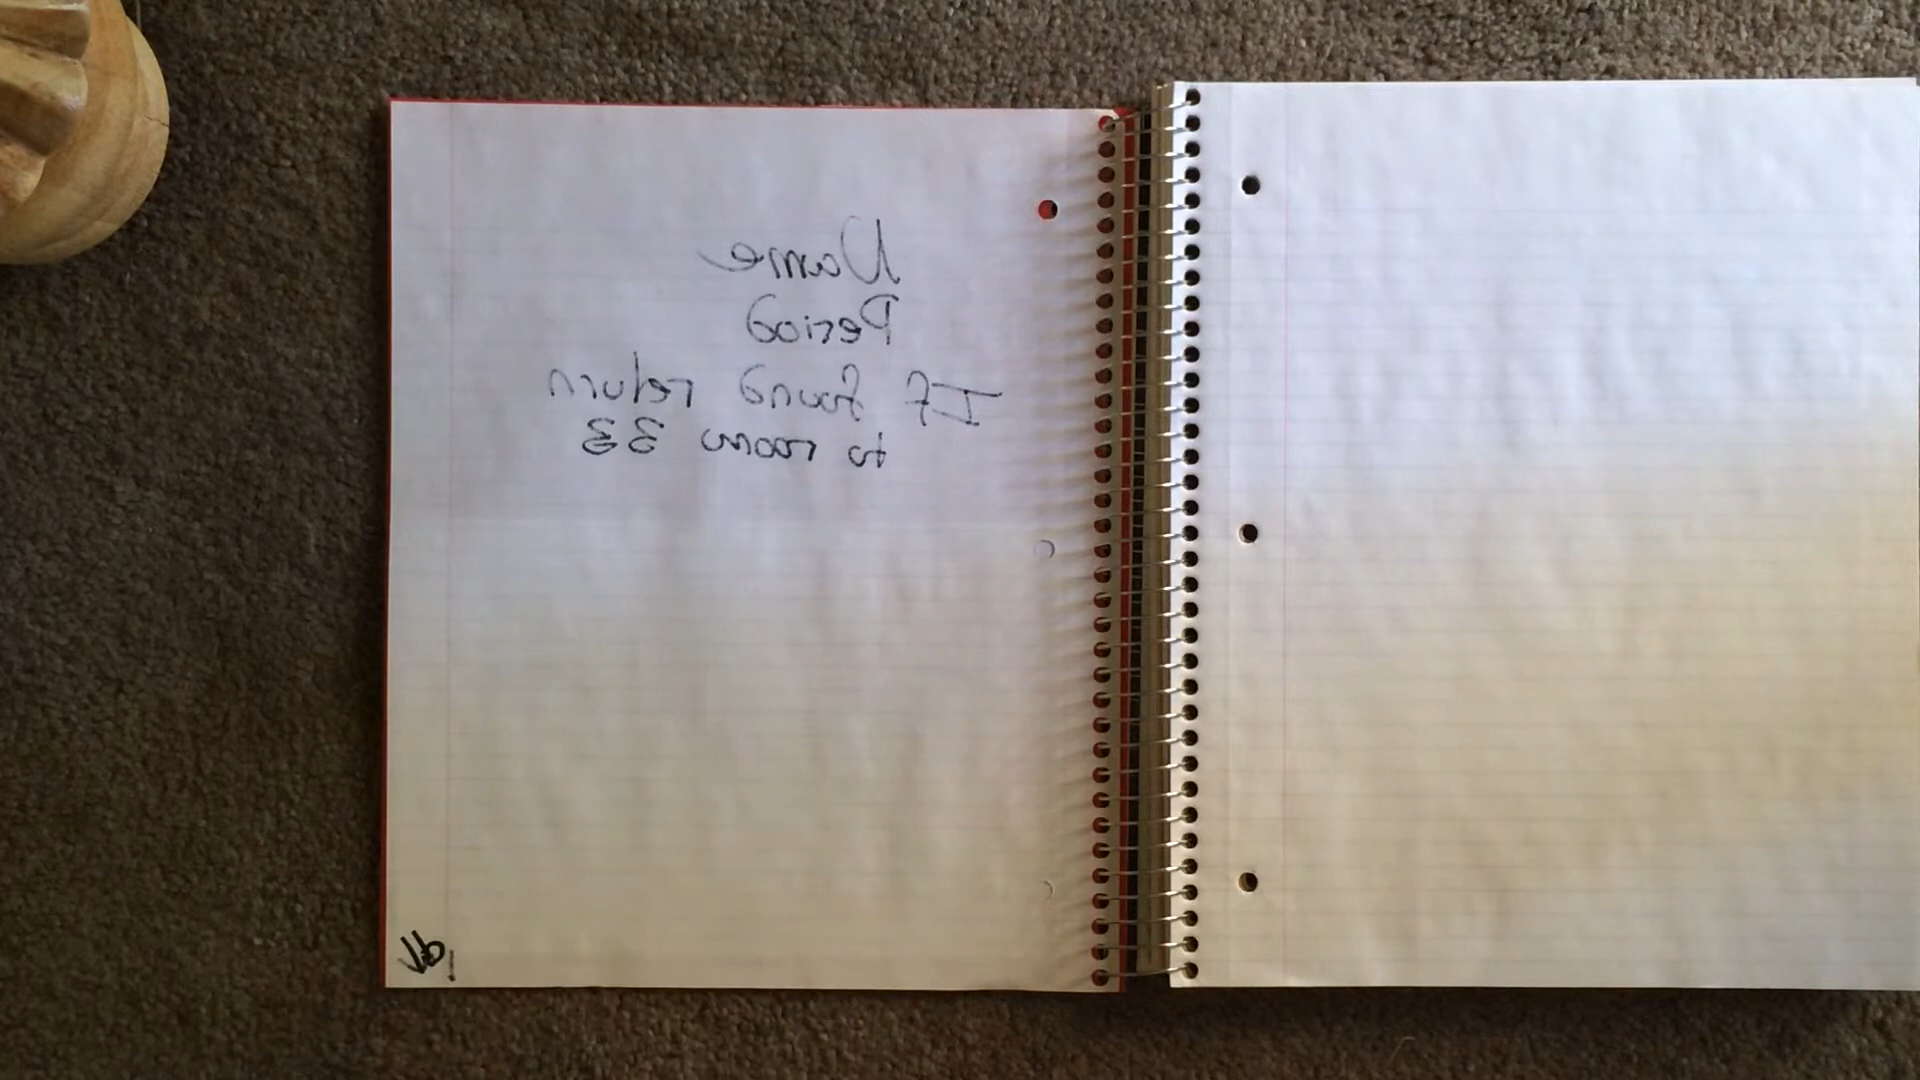 Name
Period
If found return
to room 33